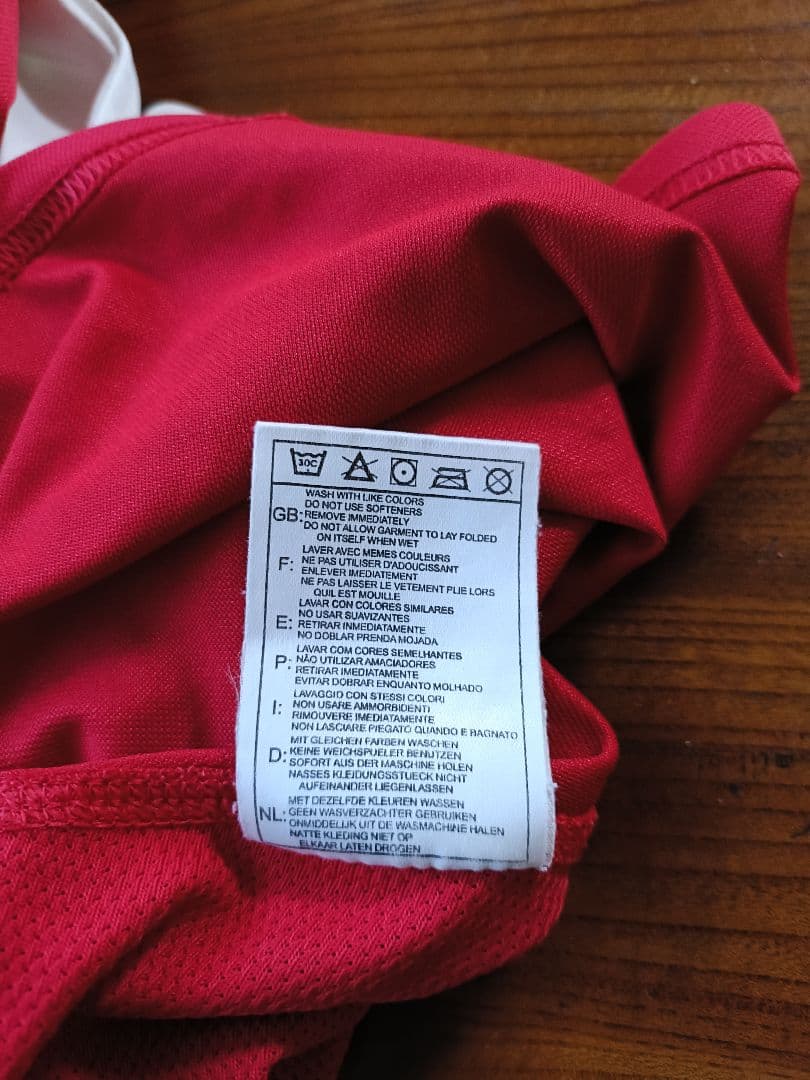 30C
WASH WITH LIKE COLORS
DO NOT USE SOFTENERS
GB: REMOVE IMMEDIATELY
DO NOT ALLOW GARMENT TO LAY FOLDED
ON ITSELF WHEN WET
LAVER AVEC MEMES COULEURS
F: NE PAS UTILISER D'ADOUCISSANT
ENLEVER IMEDIATEMENT
NE PAS LAISSER LE VETEMENT PLIE LORS
QUIL EST MOUILLE
LAVAR CON COLORES SIMILARES
E: NO USAR SUAVIZANTES
RETIRAR INMEDIATAMENTE
NO DOBLAR PRENDA MOJADA
LAVAR COM CORES SEMELHANTES
P: NÃO UTILIZAR AMACIADORES
RETIRAR IMEDIATAMENTE
EVITAR DOBRAR ENQUANTO MOLHADO
LAVAGGIO CON STESSI COLORI
I: NON USARE AMMORBIDENTI
RIMOUVERE IMEDIATAMENTE
NON LASCIARE PIEGATO QUANDO E BAGNATO
MIT GLEICHEN FARBEN WASCHEN
D: KEINE WEICHSPUELER BENUTZEN
SOFORT AUS DER MASCHINE HOLEN
NASSES KLEIDUNGSSTUECK NICHT
AUFEINANDER LIEGENLASSEN
MET DEZELFDE KLEUREN WASSEN
NL: GEEN WASVERZACHTER GEBRUIKEN
ONMIDDELIJK UIT DE WASMACHINE HALEN
NATTE KLEDING NIET OP
ELKAAR LATEN DROGEN